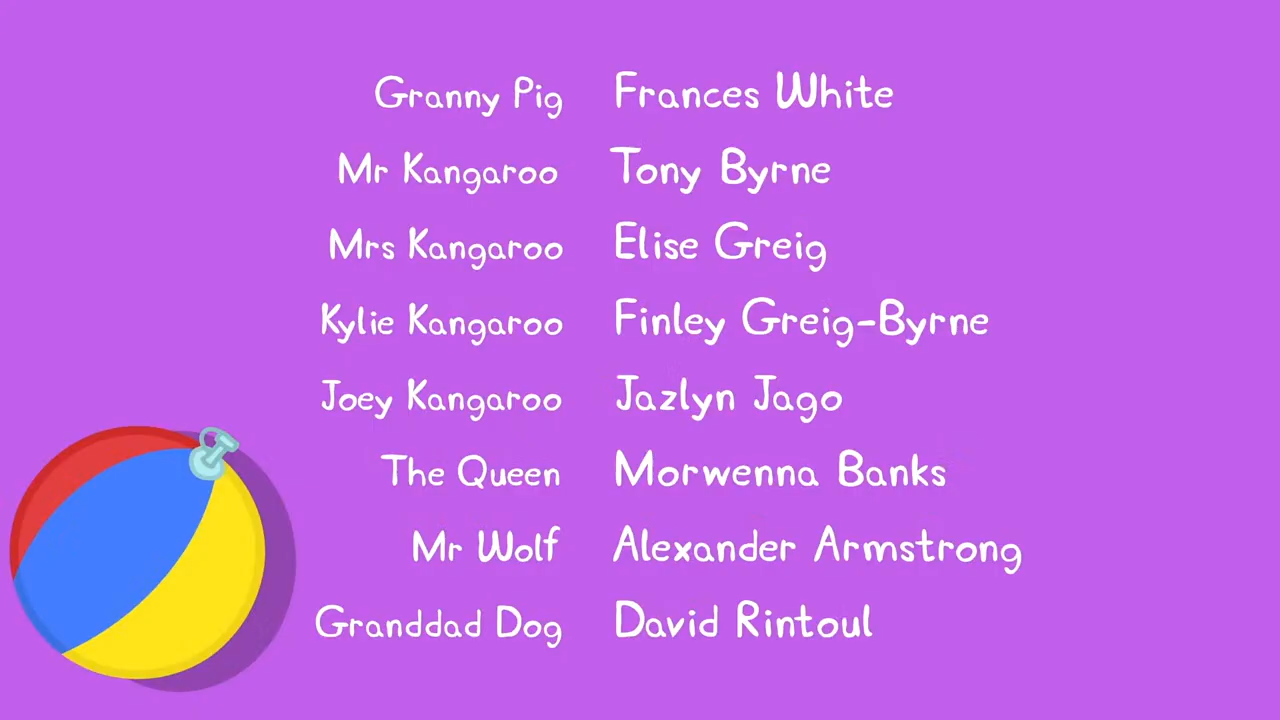 Granny Pig Frances White
Mr Kangaroo Tony Byrne
Mrs Kangaroo Elise Greig
Kylie Kangaroo Finley Greig-Byrne
Joey Kangaroo Jazlyn Jago
The Queen Morwenna Banks
Mr Wolf Alexander Armstrong
Granddad Dog David Rintoul